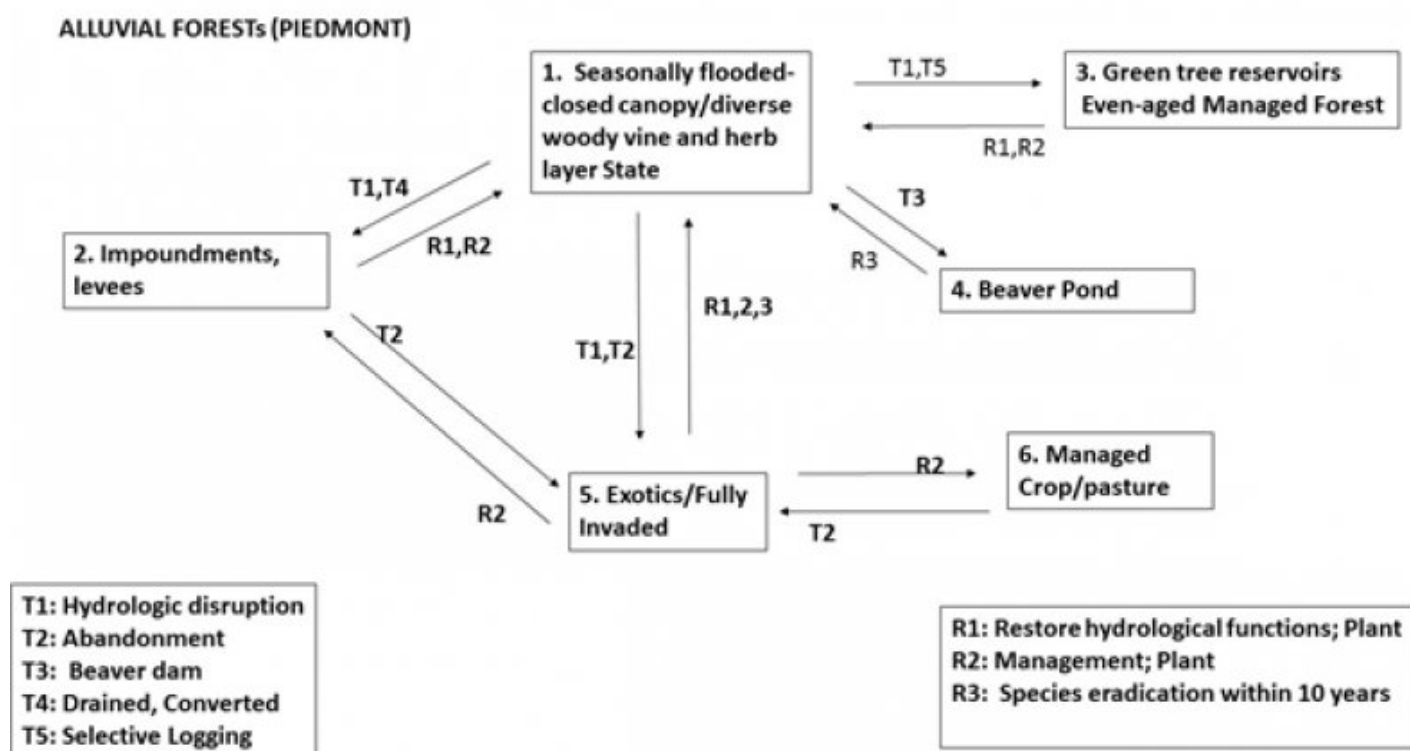 ALLUVIAL FORESTs (PIEDMONT)
1. Seasonally flooded-
closed canopy/diverse
woody vine and herb
layer State
T1,T5
R1,R2
3. Green tree reservoirs
Even-aged Managed Forest
T1,T4
R1,R2
T3
R3
2. Impoundments,
levees
4. Beaver Pond
T2
T1,T2
R1,2,3
R2
5. Exotics/Fully
Invaded
R2
T2
6. Managed
Crop/pasture
T1: Hydrologic disruption
T2: Abandonment
T3: Beaver dam
T4: Drained, Converted
T5: Selective Logging
R1: Restore hydrological functions; Plant
R2: Management; Plant
R3: Species eradication within 10 years